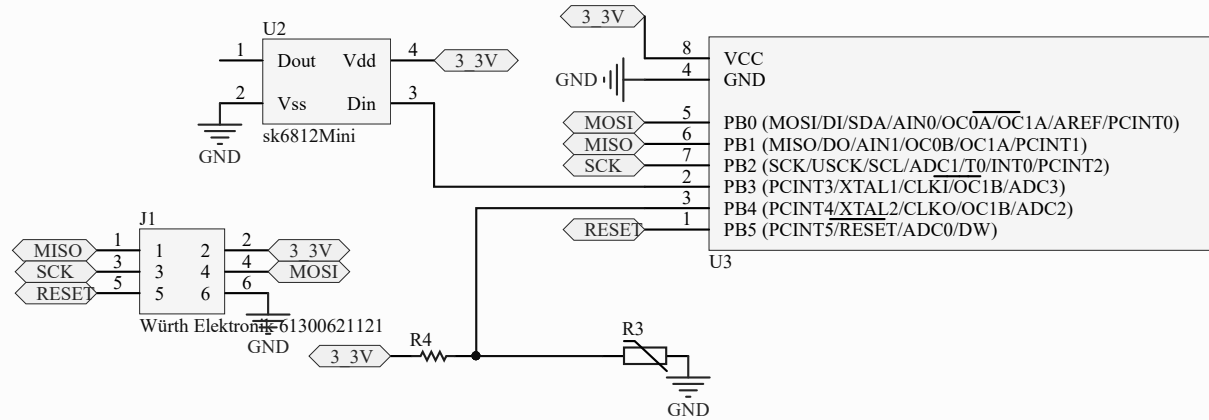 3_3V
U2
1 Dout Vdd 4 3_3V
2 Vss Din 3
sk6812Mini
GND
8 VCC
GND 4 GND
MOSI 5 PB0 (MOSI/DI/SDA/AIN0/OC0A/OC1A/AREF/PCINT0)
MISO 6 PB1 (MISO/DO/AIN1/OC0B/OC1A/PCINT1)
SCK 7 PB2 (SCK/USCK/SCL/ADC1/T0/INT0/PCINT2)
2 PB3 (PCINT3/XTAL1/CLKI/OC1B/ADC3)
3 PB4 (PCINT4/XTAL2/CLKO/OC1B/ADC2)
RESET 1 PB5 (PCINT5/RESET/ADC0/DW)
U3
J1
MISO 1 1 2 2 3_3V
SCK 3 3 4 4 MOSI
RESET 5 5 6 6
Würth Elektronik 61300621121
GND
3_3V R4
R3
GND